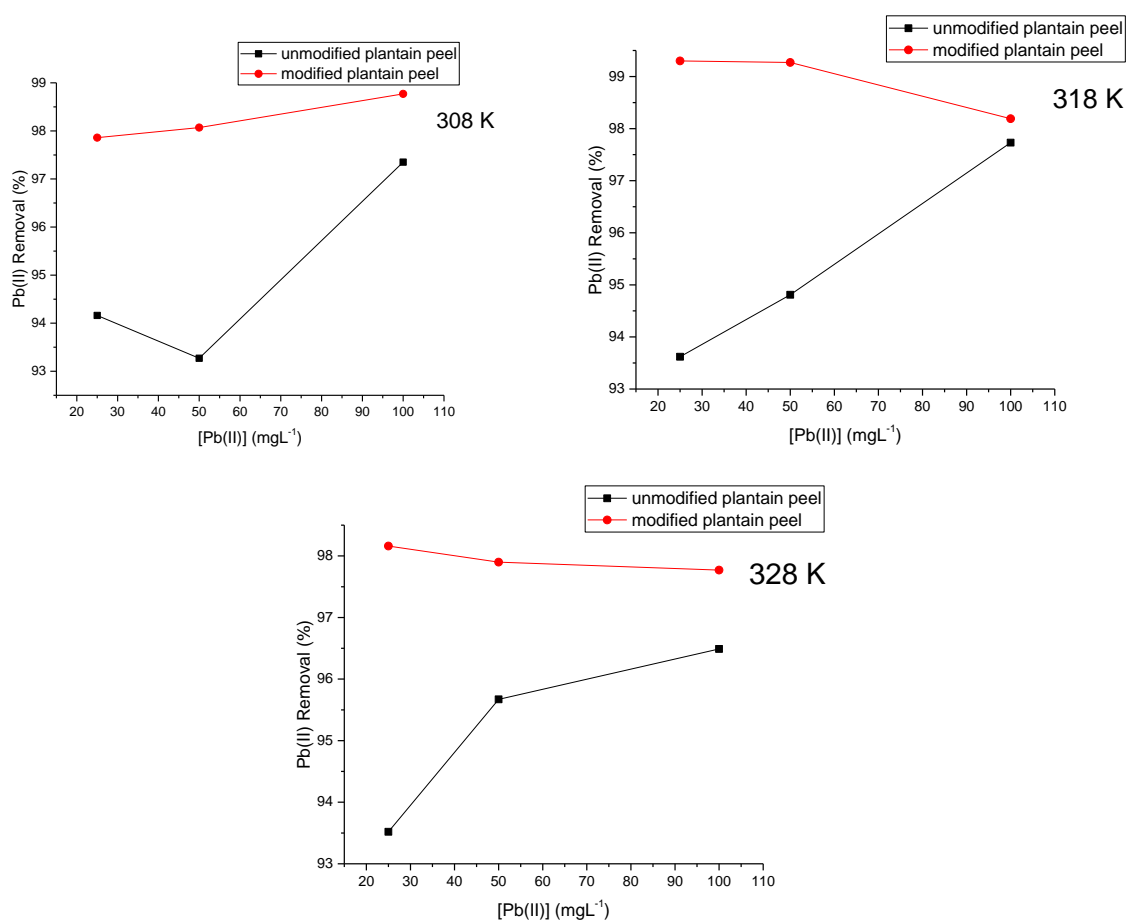 unmodified plantain peel
modified plantain peel
308 K
99
98
97
96
95
94
93
Pb(II) Removal (%)
20 30 40 50 60 70 80 90 100 110
[Pb(II)] (mgL⁻¹)
unmodified plantain peel
modified plantain peel
318 K
99
98
97
96
95
94
93
Pb(II) Removal (%)
20 30 40 50 60 70 80 90 100 110
[Pb(II)] (mgL⁻¹)
unmodified plantain peel
modified plantain peel
328 K
98
97
96
95
94
93
Pb(II) Removal (%)
20 30 40 50 60 70 80 90 100 110
[Pb(II)] (mgL⁻¹)